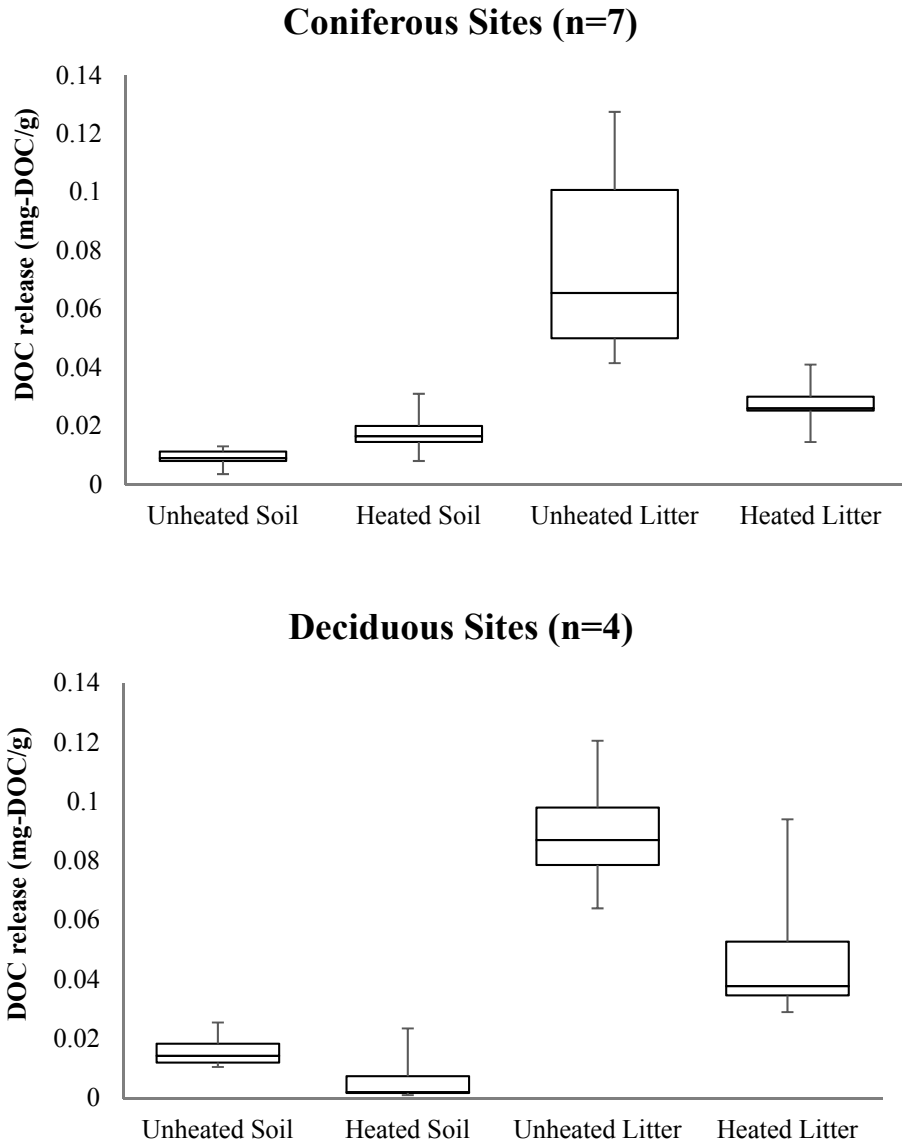 Coniferous Sites (n=7)
DOC release (mg-DOC/g)
0.14
0.12
0.1
0.08
0.06
0.04
0.02
0
Unheated Soil Heated Soil Unheated Litter Heated Litter
Deciduous Sites (n=4)
DOC release (mg-DOC/g)
0.14
0.12
0.1
0.08
0.06
0.04
0.02
0
Unheated Soil Heated Soil Unheated Litter Heated Litter